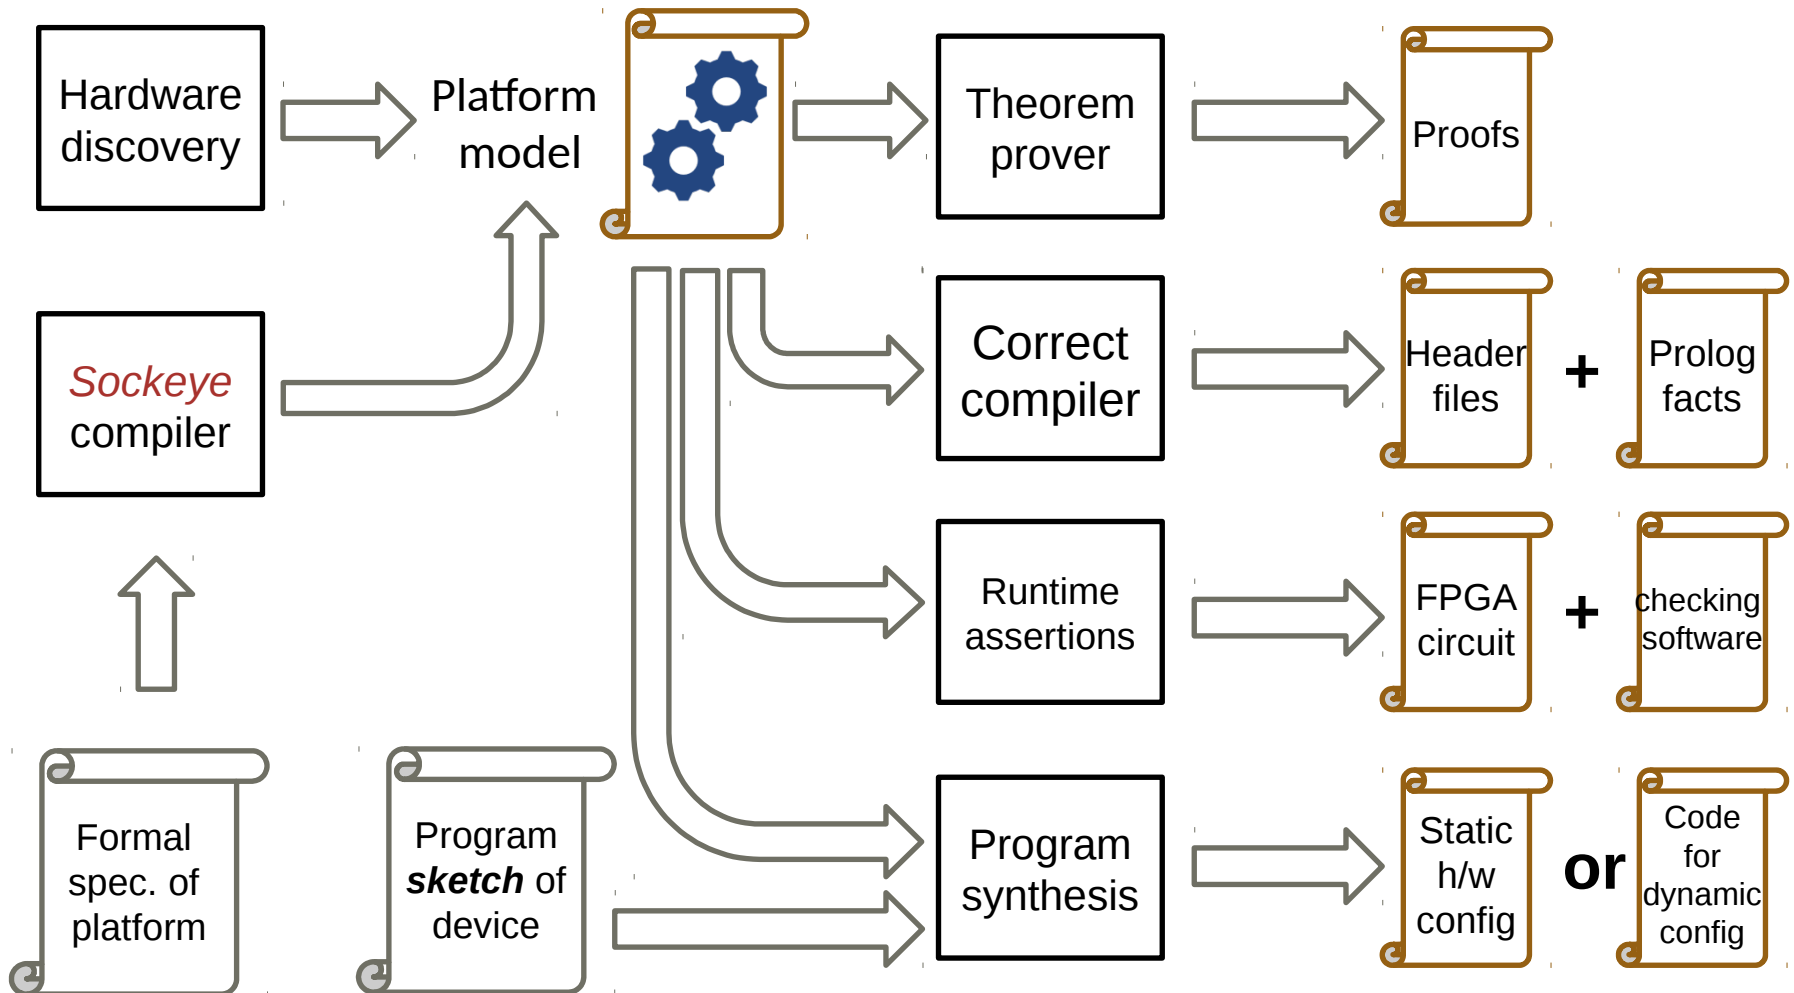 Hardware
discovery
Platform
model
Theorem
prover
Proofs
Sockeye
compiler
Correct
compiler
Header
files
+
Prolog
facts
Runtime
assertions
FPGA
circuit
+
checking
software
Formal
spec. of
platform
Program
sketch of
device
Program
synthesis
Static
h/w
config
or
Code
for
dynamic
config